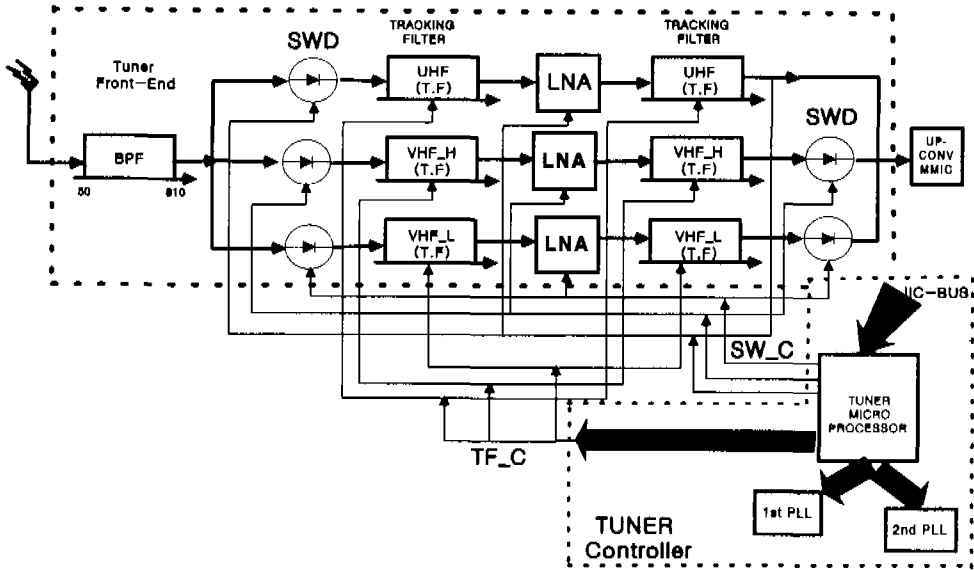 TRACKING
FILTER
TRACKING
FILTER
SWD
Tuner
Front-End
UHF
(T.F)
LNA
UHF
(T.F)
SWD
BPF
50
810
VHF_H
(T.F)
LNA
VHF_H
(T.F)
UP-
CONV
MMIC
VHF_L
(T.F)
LNA
VHF_L
(T.F)
IIC-BUS
SW_C
TUNER
MICRO
PROCESSOR
TF_C
1st PLL
2nd PLL
TUNER
Controller